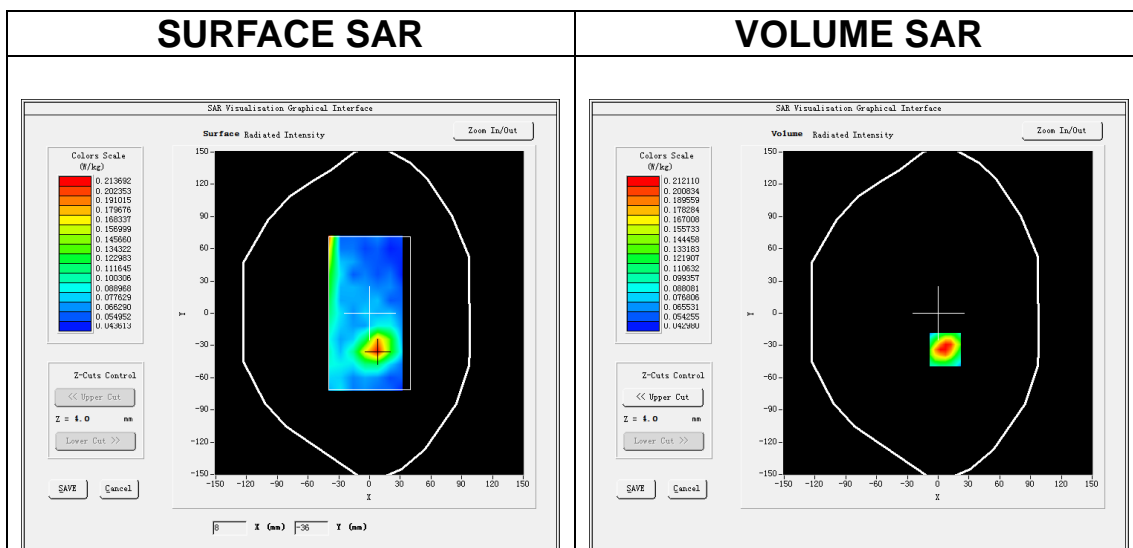 SURFACE SAR
SAR Visualisation Graphical Interface
Surface Radiated Intensity
Zoom In/Out
Colors Scale
(W/kg)
0.213692
0.202353
0.191015
0.179676
0.168337
0.156999
0.145660
0.134322
0.122983
0.111645
0.100306
0.088968
0.077629
0.066290
0.054952
0.043613
150
120
90
60
30
0
-30
-60
-90
-120
-150
Y
-150 -120 -90 -60 -30 0 30 60 90 120 150
X
Z-Cuts Control
<< Upper Cut
Z = 4.0 mm
Lower Cut >>
SAVE Cancel
8 X (mm) -36 Y (mm)
VOLUME SAR
SAR Visualisation Graphical Interface
Volume Radiated Intensity
Zoom In/Out
Colors Scale
(W/kg)
0.212110
0.200834
0.189559
0.178284
0.167008
0.155733
0.144458
0.133183
0.121907
0.110632
0.099357
0.088081
0.076806
0.065531
0.054255
0.042980
150
120
90
60
30
0
-30
-60
-90
-120
-150
Y
-150 -120 -90 -60 -30 0 30 60 90 120 150
X
Z-Cuts Control
<< Upper Cut
Z = 4.0 mm
Lower Cut >>
SAVE Cancel